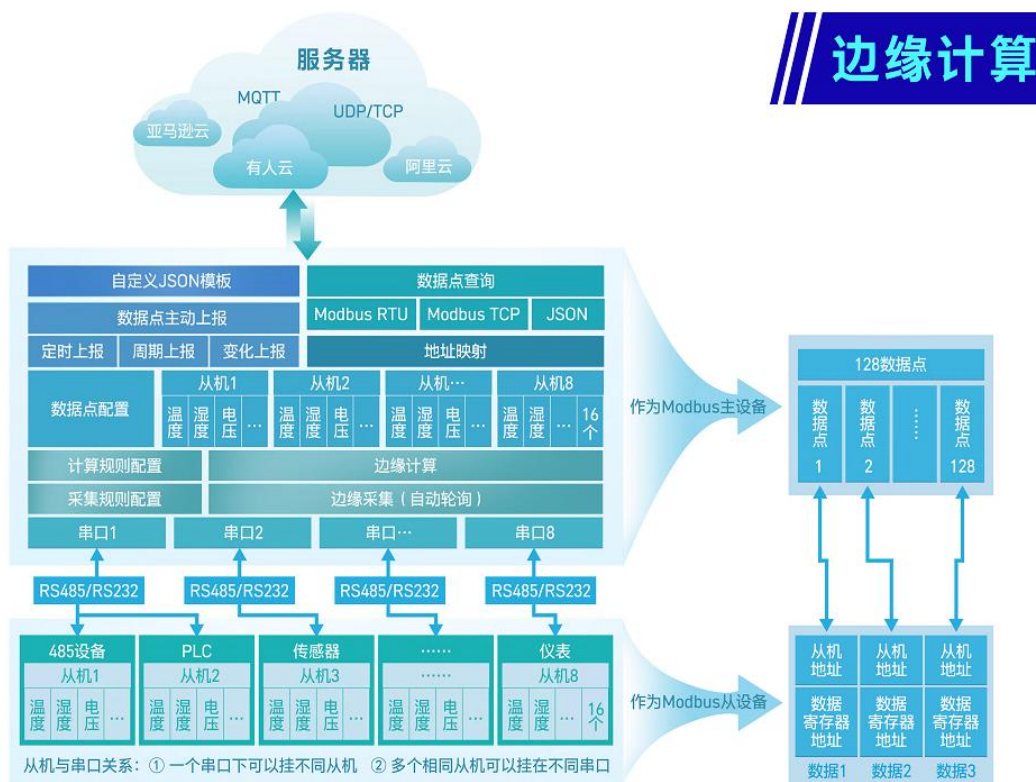 边缘计算
服务器
MQTT
UDP/TCP
亚马逊云
有人云
阿里云
自定义JSON模板
数据点查询
数据点主动上报
Modbus RTU
Modbus TCP
JSON
定时上报
周期上报
变化上报
地址映射
数据点配置
从机1
从机2
从机…
从机8
温度
湿度
电压
…
温度
湿度
电压
…
温度
湿度
电压
…
温度
湿度
…
16个
计算规则配置
边缘计算
采集规则配置
边缘采集(自动轮询)
串口1
串口2
串口…
串口8
RS485/RS232
RS485/RS232
RS485/RS232
RS485/RS232
485设备
PLC
传感器
……
仪表
从机1
从机2
从机3
……
从机8
温度
湿度
电压
…
温度
湿度
电压
…
温度
湿度
电压
…
温度
湿度
电压
…
温度
湿度
…
16个
从机与串口关系:① 一个串口下可以挂不同从机 ② 多个相同从机可以挂在不同串口
作为Modbus主设备
128数据点
数据点1
数据点2
……
数据点128
作为Modbus从设备
从机地址
从机地址
从机地址
数据寄存器地址
数据寄存器地址
数据寄存器地址
数据1
数据2
数据3